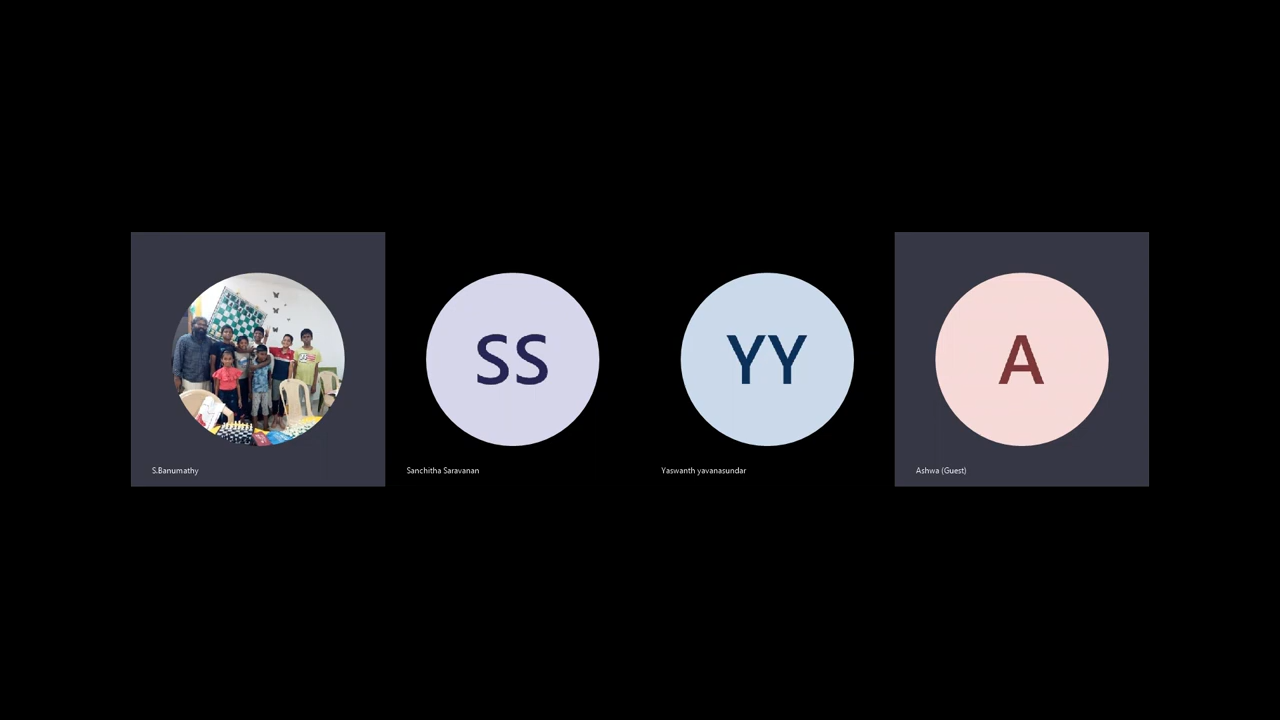 SS
YY
A
S.Banumathy
Sanchitha Saravanan
Yaswanth yavanasundar
Ashwa (Guest)